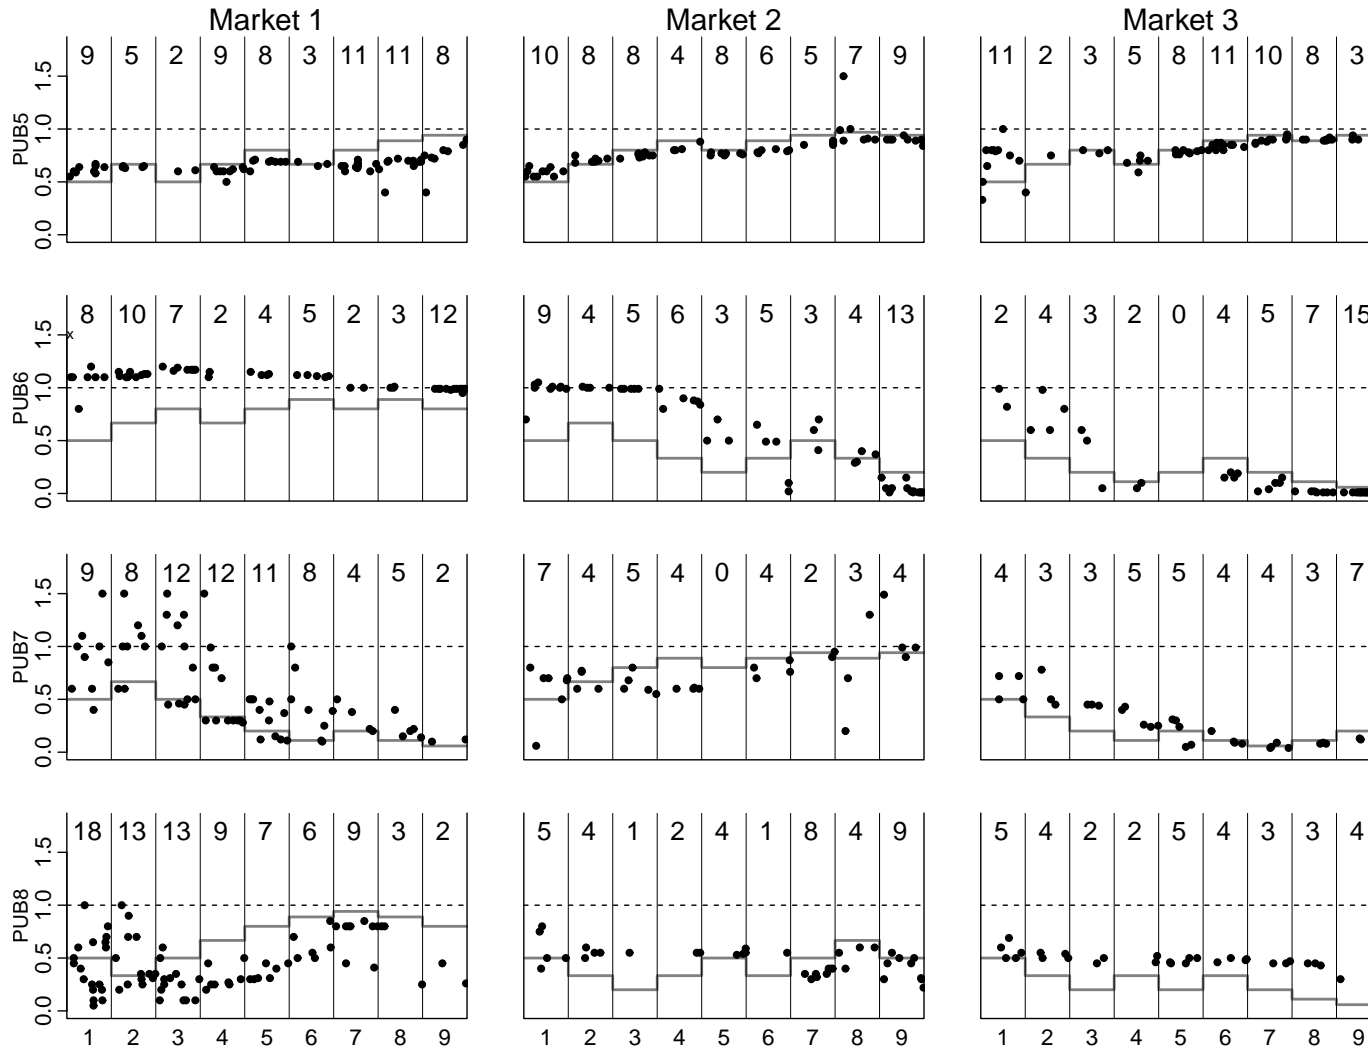 Market 1 Market 2 Market 3
9 5 2 9 8 3 11 11 8 10 8 8 4 8 6 5 7 9 11 2 3 5 8 11 10 8 3
PUB5 0.0 0.5 1.0 1.5
8 10 7 2 4 5 2 3 12 9 4 5 6 3 5 3 4 13 2 4 3 2 0 4 5 7 15
x
PUB6 0.0 0.5 1.0 1.5
9 8 12 12 11 8 4 5 2 7 4 5 4 0 4 2 3 4 4 3 3 5 5 4 4 3 7
PUB7 0.0 0.5 1.0 1.5
18 13 13 9 7 6 9 3 2 5 4 1 2 4 1 8 4 9 5 4 2 2 5 4 3 3 4
PUB8 0.0 0.5 1.0 1.5
1 2 3 4 5 6 7 8 9 1 2 3 4 5 6 7 8 9 1 2 3 4 5 6 7 8 9